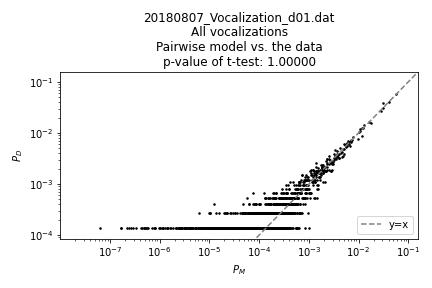 20180807_Vocalization_d01.dat
All vocalizations
Pairwise model vs. the data
p-value of t-test: 1.00000
10⁻¹
10⁻²
10⁻³
10⁻⁴
P_D
y=x
10⁻⁷ 10⁻⁶ 10⁻⁵ 10⁻⁴ 10⁻³ 10⁻² 10⁻¹
P_M